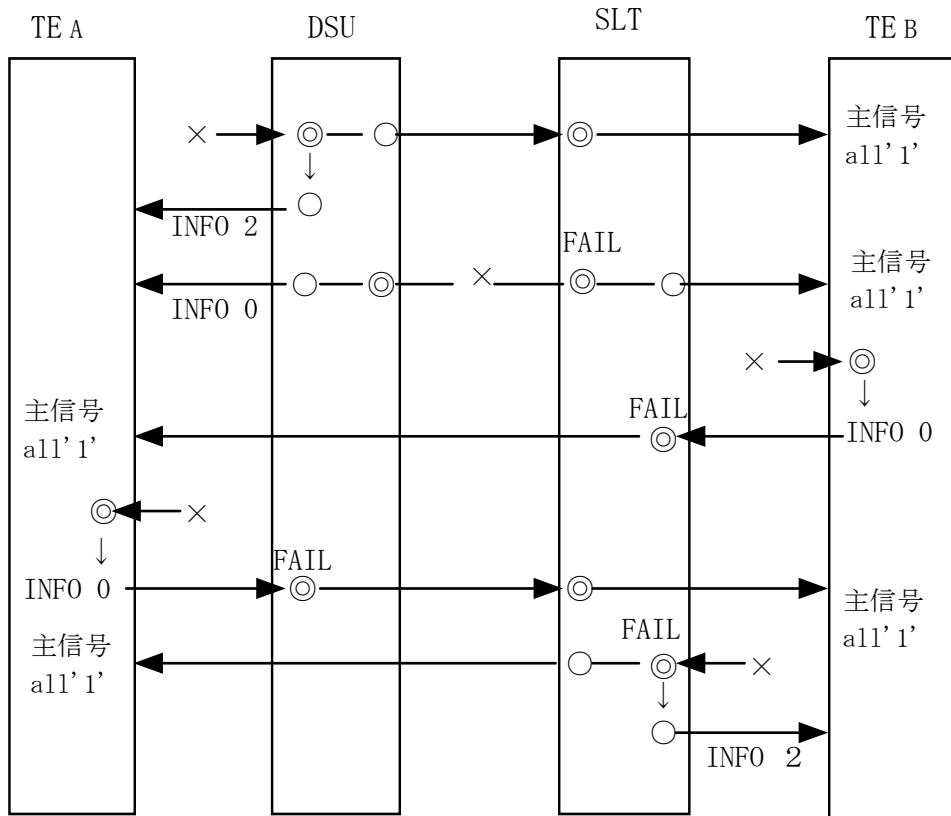 TE A
DSU
SLT
TE B
×
主信号
all'1'
↓
INFO 2
FAIL
主信号
all'1'
×
INFO 0
×
↓
主信号
all'1'
FAIL
INFO 0
×
↓
INFO 0
FAIL
主信号
all'1'
主信号
all'1'
FAIL
×
↓
INFO 2